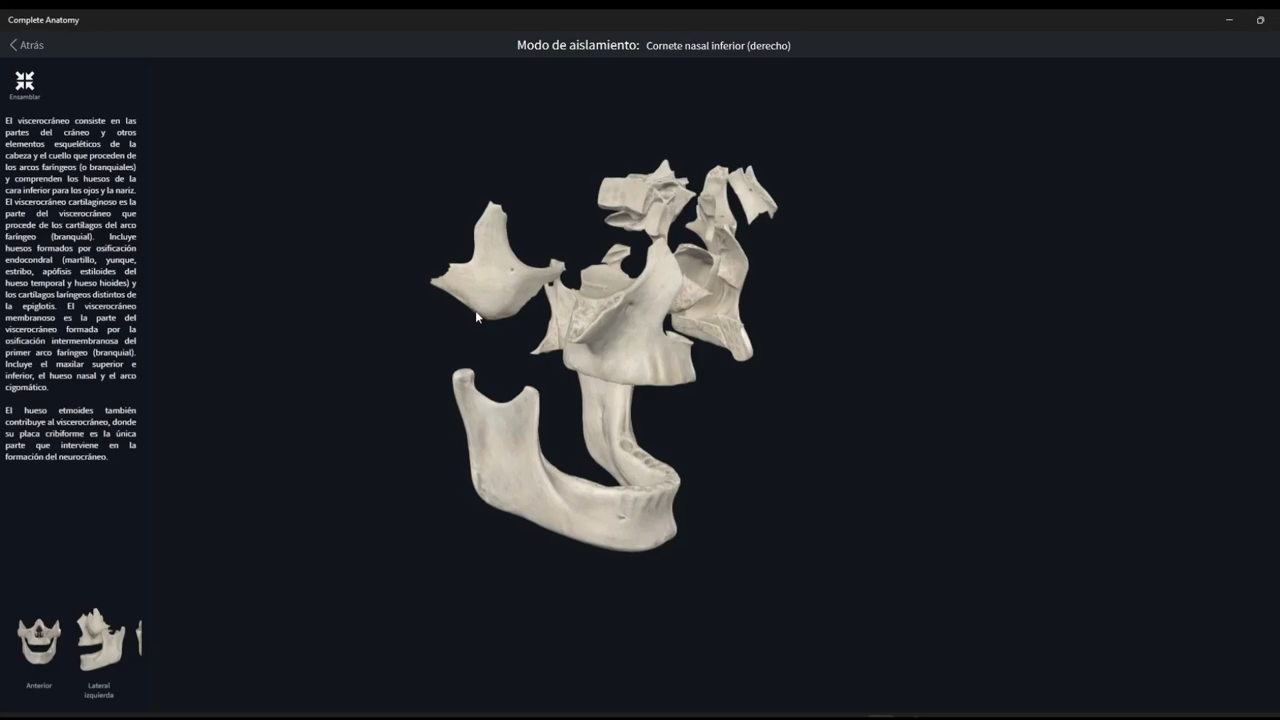 Complete Anatomy
Atrás
Modo de aislamiento: Cornete nasal inferior (derecho)
Ensamblar
El viscerocráneo consiste en las
partes del cráneo y otros
elementos esqueléticos de la
cabeza y el cuello que proceden de
los arcos faríngeos (o branquiales)
y comprenden los huesos de la
cara inferior para los ojos y la nariz.
El viscerocráneo cartilaginoso es la
parte del viscerocráneo que
procede de los cartílagos del arco
faríngeo (branquial). Incluye
huesos formados por osificación
endocondral (martillo, yunque,
estribo, apófisis estiloides del
hueso temporal y hueso hioides) y
los cartílagos laríngeos distintos de
la epiglotis. El viscerocráneo
membranoso es la parte del
viscerocráneo formada por la
osificación intermembranosa del
primer arco faríngeo (branquial).
Incluye el maxilar superior e
inferior, el hueso nasal y el arco
cigomático.
El hueso etmoides también
contribuye al viscerocráneo, donde
su placa cribiforme es la única
parte que interviene en la
formación del neurocráneo.
Anterior
Lateral
izquierda